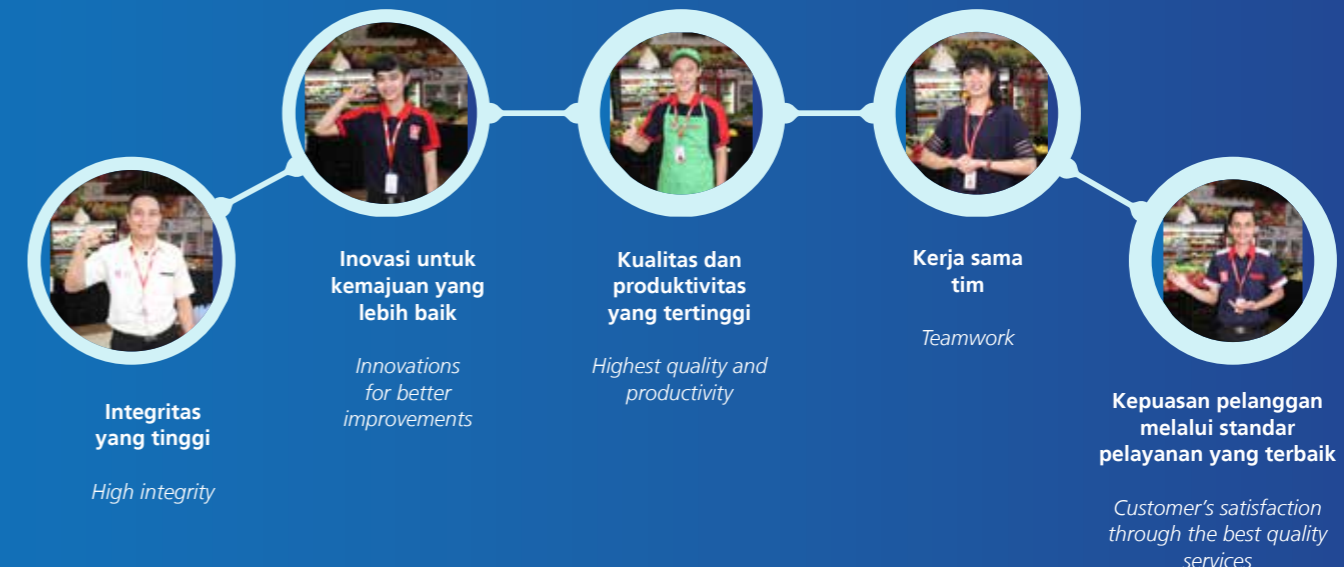 Integritas
yang tinggi
High integrity
Inovasi untuk
kemajuan yang
lebih baik
Innovations
for better
improvements
Kualitas dan
produktivitas
yang tertinggi
Highest quality and
productivity
Kerja sama
tim
Teamwork
Kepuasan pelanggan
melalui standar
pelayanan yang terbaik
Customer's satisfaction
through the best quality
services